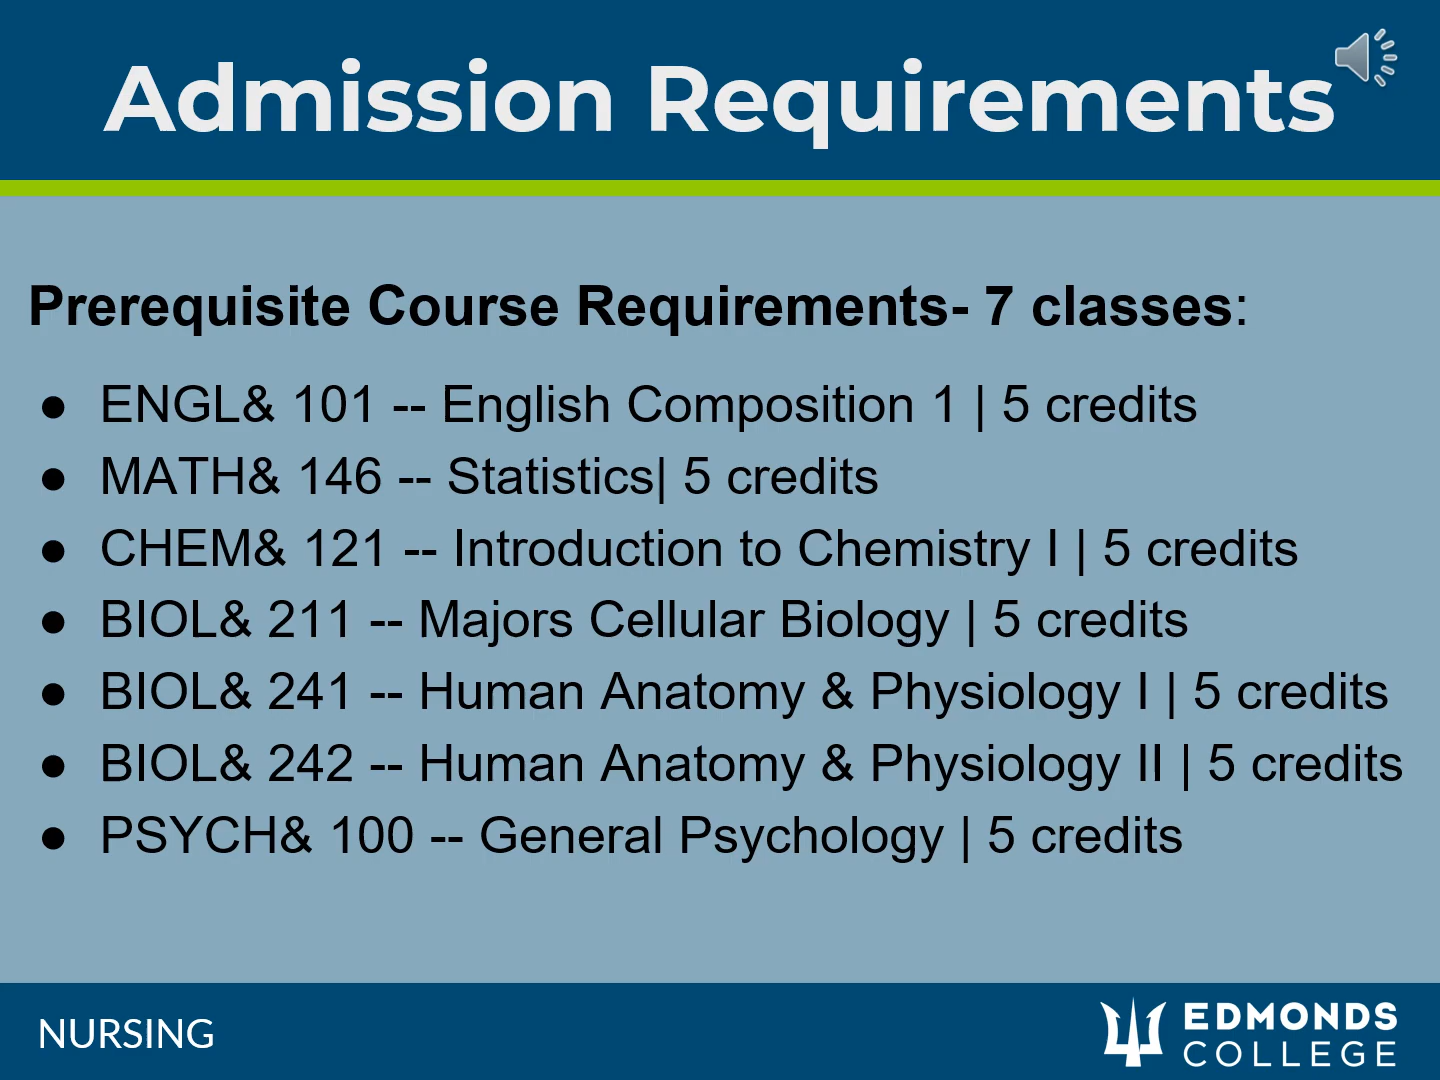 Admission Requirements
Prerequisite Course Requirements- 7 classes:
● ENGL& 101 -- English Composition 1 | 5 credits
● MATH& 146 -- Statistics| 5 credits
● CHEM& 121 -- Introduction to Chemistry I | 5 credits
● BIOL& 211 -- Majors Cellular Biology | 5 credits
● BIOL& 241 -- Human Anatomy & Physiology I | 5 credits
● BIOL& 242 -- Human Anatomy & Physiology II | 5 credits
● PSYCH& 100 -- General Psychology | 5 credits
NURSING
EDMONDS
COLLEGE